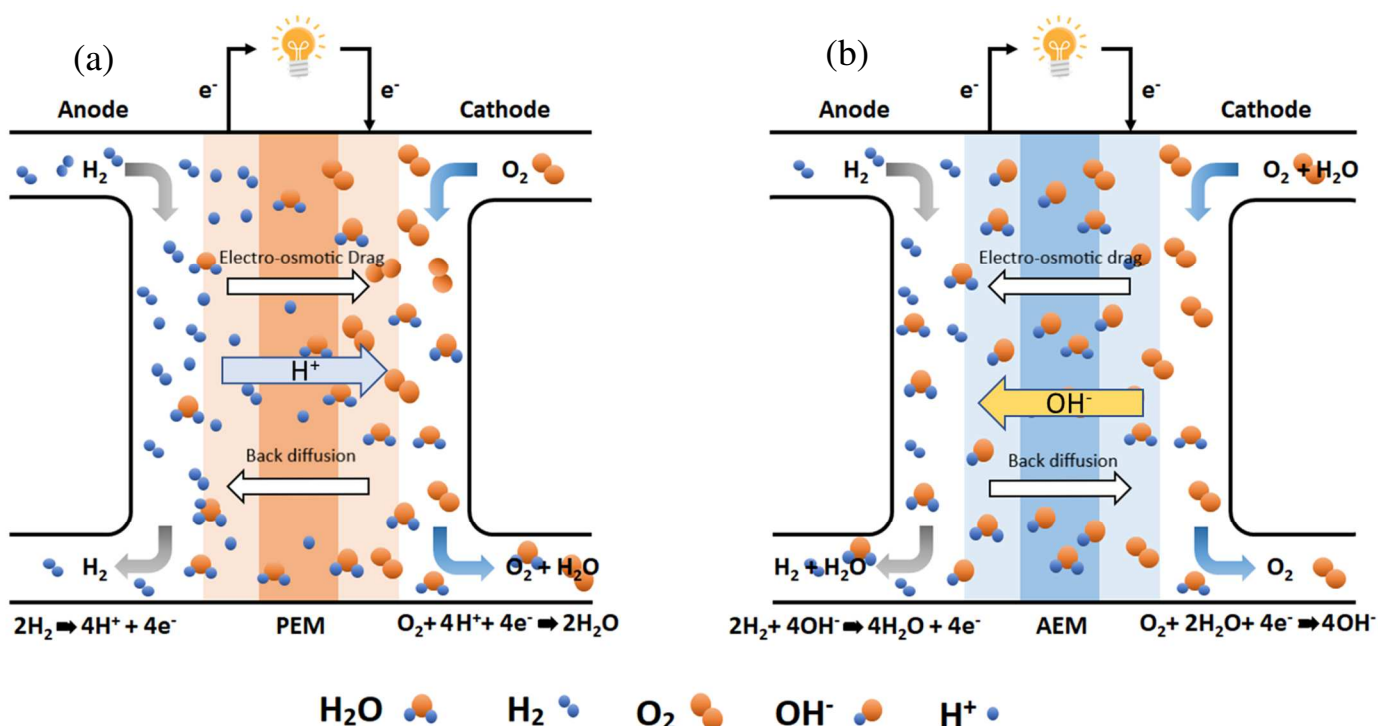 (a)
e⁻ e⁻
Anode Cathode
H₂ O₂
Electro-osmotic Drag
H⁺
Back diffusion
H₂ O₂ + H₂O
2H₂ ➡ 4H⁺ + 4e⁻ PEM O₂+ 4H⁺+ 4e⁻ ➡ 2H₂O
(b)
e⁻ e⁻
Anode Cathode
H₂ O₂ + H₂O
Electro-osmotic drag
OH⁻
Back diffusion
H₂ + H₂O O₂
2H₂+ 4OH⁻ ➡ 4H₂O + 4e⁻ AEM O₂+ 2H₂O+ 4e⁻ ➡ 4OH⁻
H₂O H₂ O₂ OH⁻ H⁺